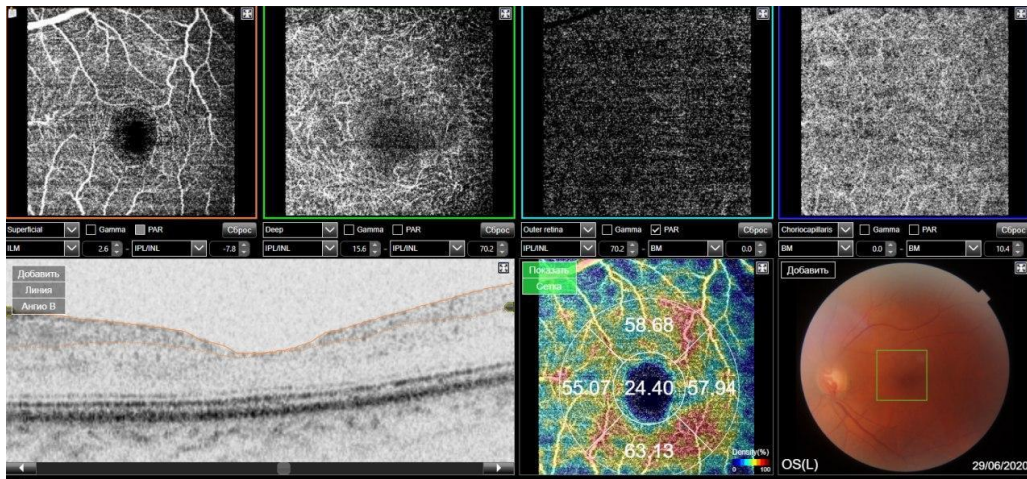 Superficial Gamma PAR Сброс
ILM 2.6 - IPL/INL -7.8
Deep Gamma PAR Сброс
IPL/INL 15.6 - IPL/INL 70.2
Outer retina Gamma PAR Сброс
IPL/INL 70.2 - BM 0.0
Choriocapillaris Gamma PAR Сброс
BM 0.0 - BM 10.4
Добавить
Линия
Ангио B
Показать
Сетка
58.68
55.07 24.40 57.94
63.13
Density(%)
0 100
Добавить
OS(L) 29/06/2020